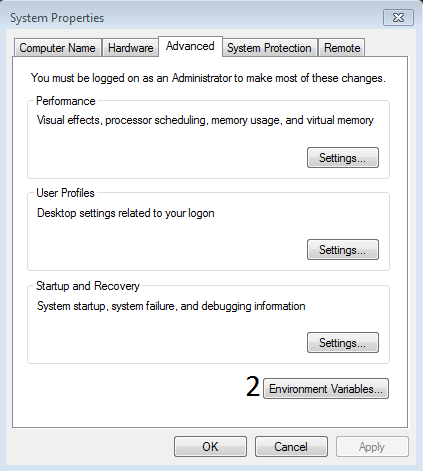 System Properties
Computer Name Hardware Advanced System Protection Remote
You must be logged on as an Administrator to make most of these changes.
Performance
Visual effects, processor scheduling, memory usage, and virtual memory
Settings...
User Profiles
Desktop settings related to your logon
Settings...
Startup and Recovery
System startup, system failure, and debugging information
Settings...
2 Environment Variables...
OK Cancel Apply